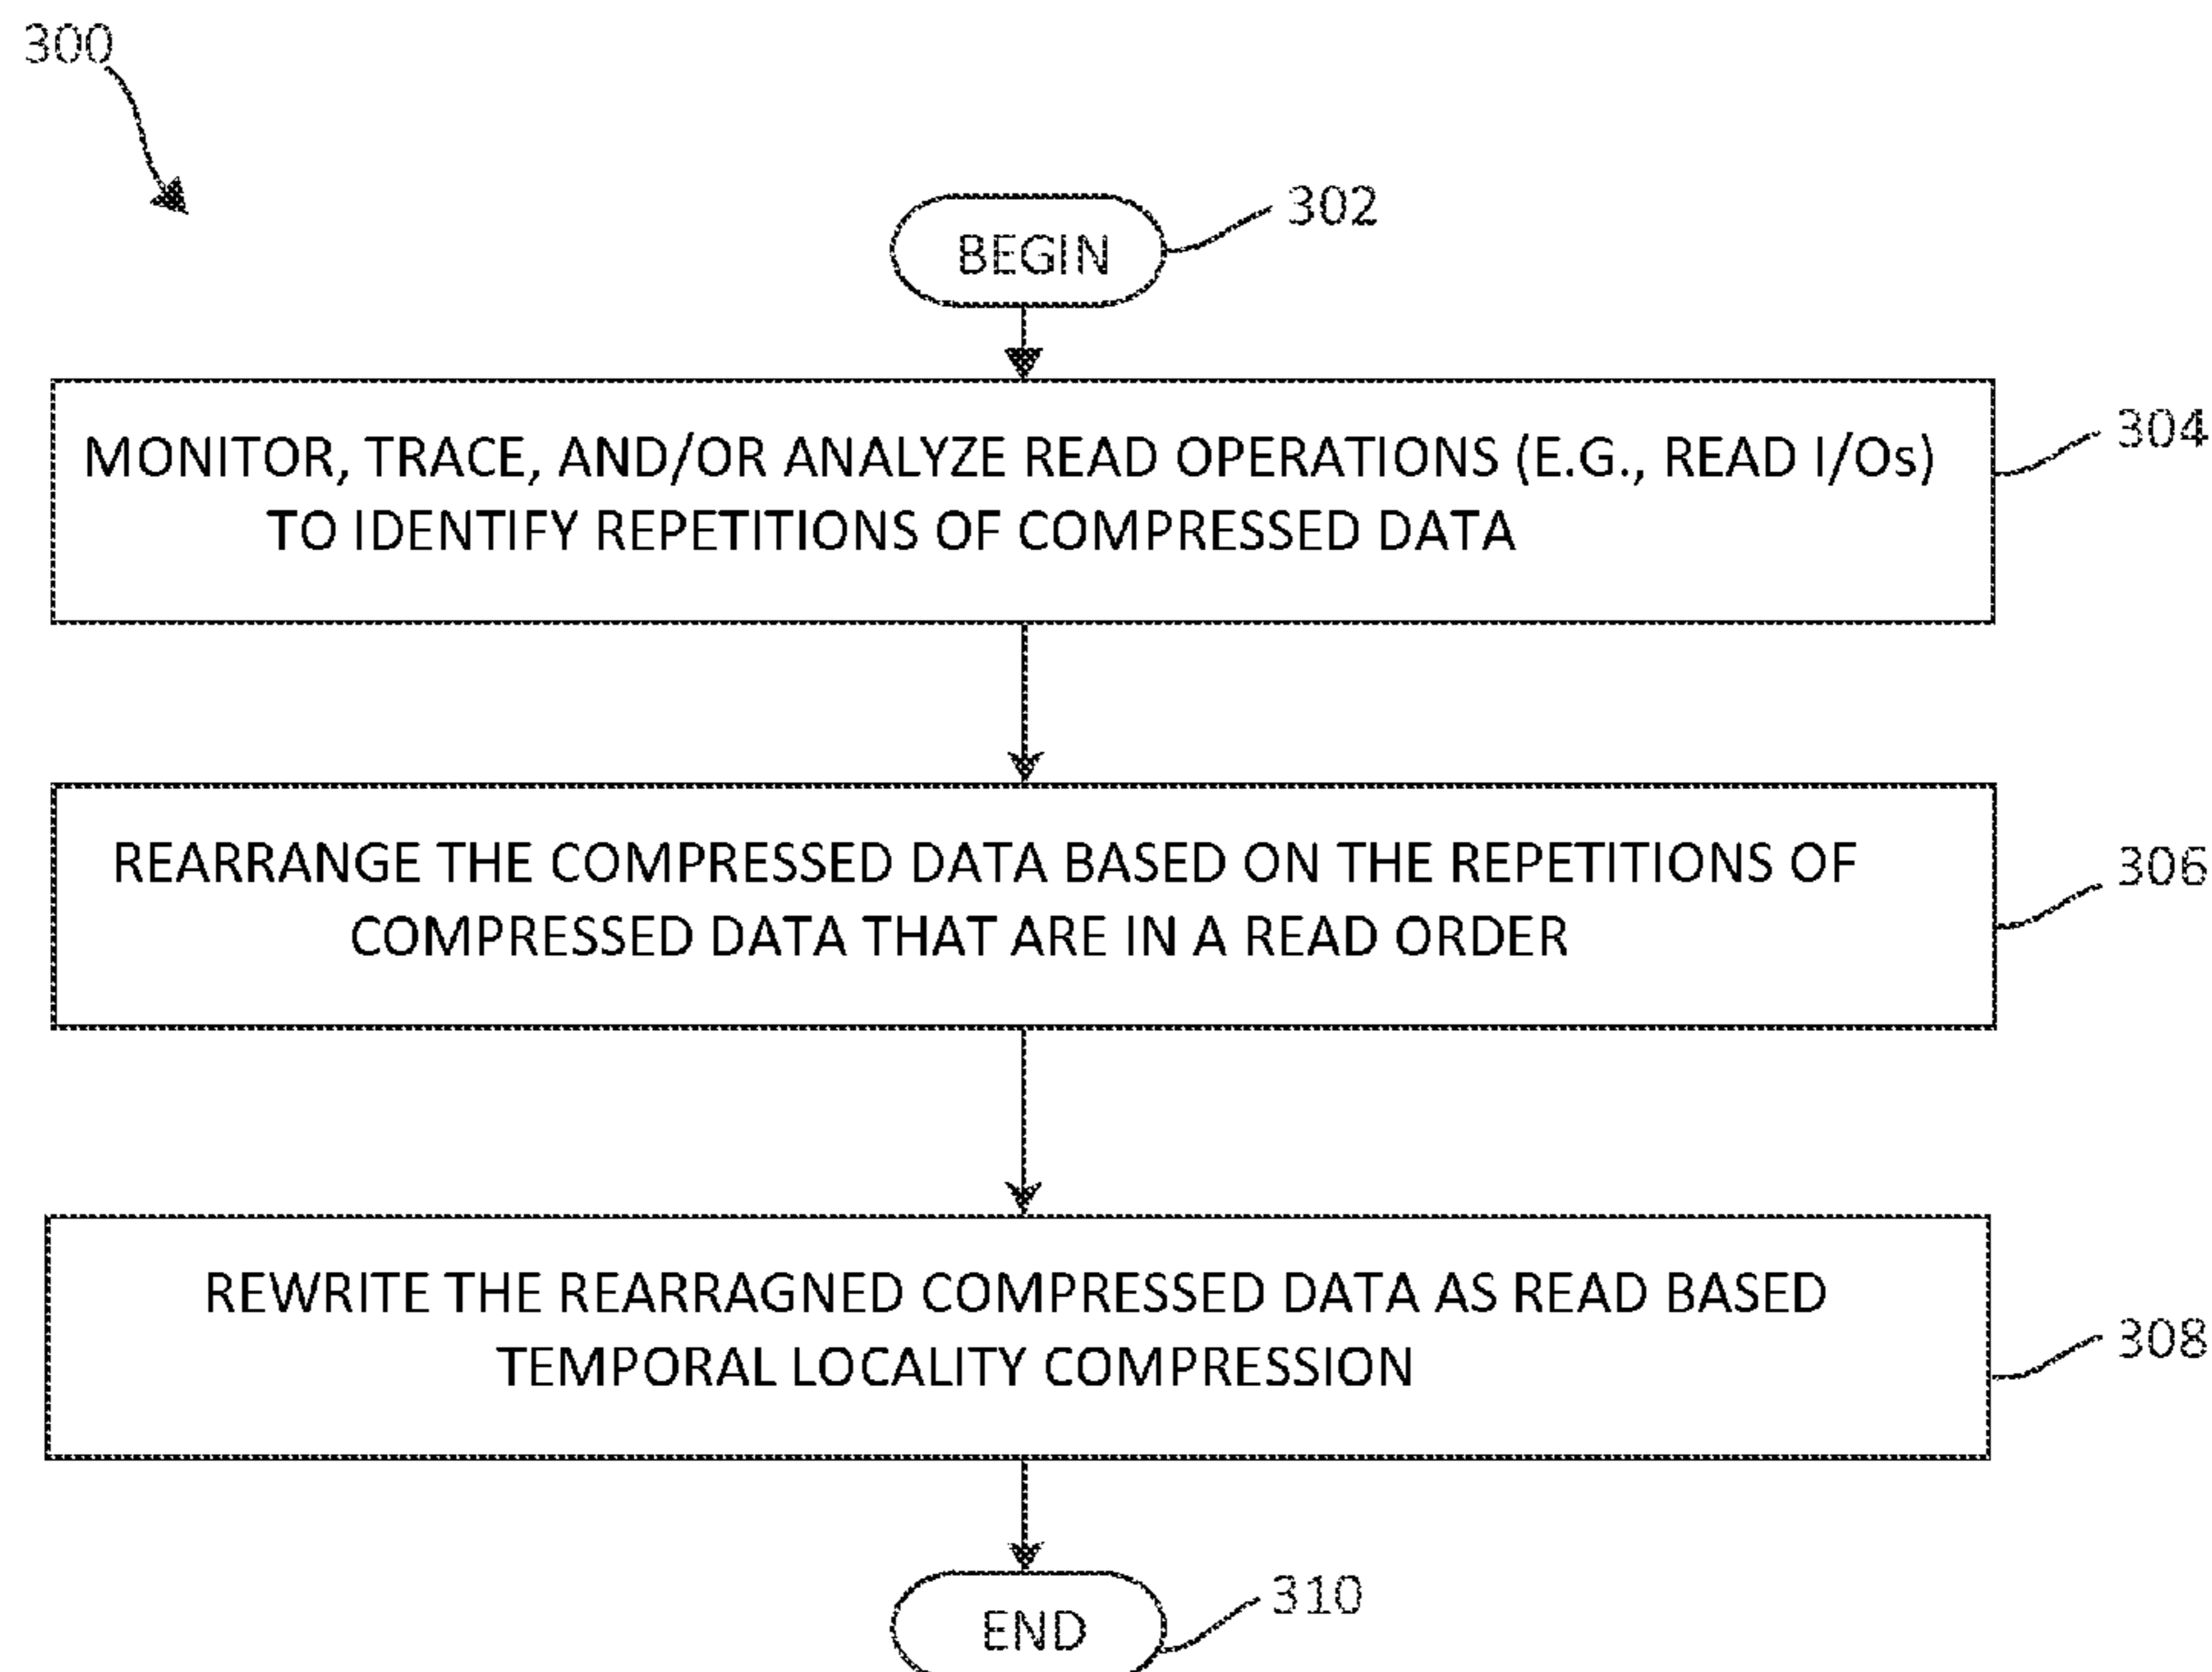 300
302
BEGIN
304
MONITOR, TRACE, AND/OR ANALYZE READ OPERATIONS (E.G., READ I/Os)
TO IDENTIFY REPETITIONS OF COMPRESSED DATA
306
REARRANGE THE COMPRESSED DATA BASED ON THE REPETITIONS OF
COMPRESSED DATA THAT ARE IN A READ ORDER
REWRITE THE REARRAGNED COMPRESSED DATA AS READ BASED
308
TEMPORAL LOCALITY COMPRESSION
310
END